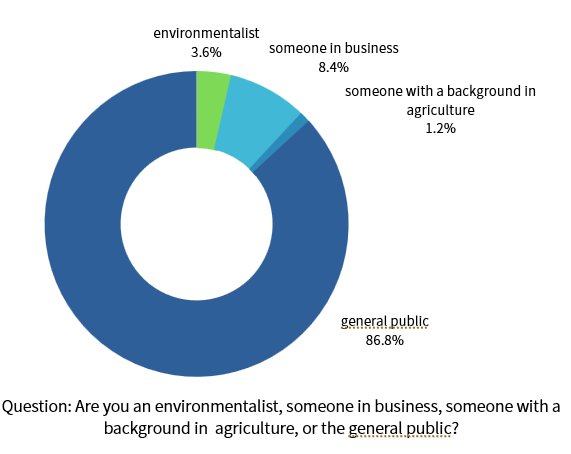 environmentalist
3.6%
someone in business
8.4%
someone with a background in
agriculture
1.2%
general public
86.8%
Question: Are you an environmentalist, someone in business, someone with a
background in agriculture, or the general public?